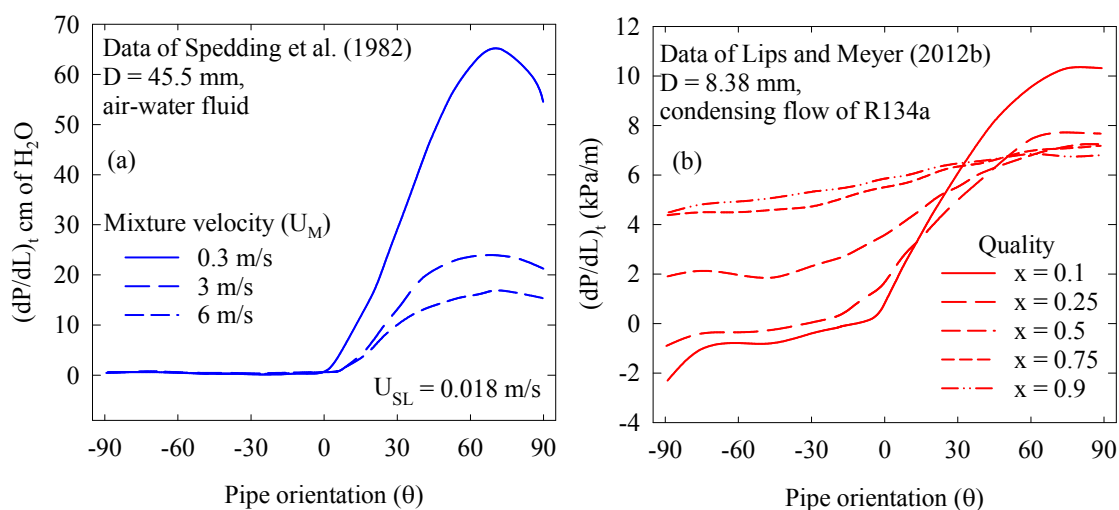 Data of Spedding et al. (1982)
D = 45.5 mm,
air-water fluid
(a)
Mixture velocity (U_M)
0.3 m/s
3 m/s
6 m/s
U_SL = 0.018 m/s
(dP/dL)_t cm of H_2O
70
60
50
40
30
20
10
0
-90 -60 -30 0 30 60 90
Pipe orientation (θ)
Data of Lips and Meyer (2012b)
D = 8.38 mm,
condensing flow of R134a
(b)
Quality
x = 0.1
x = 0.25
x = 0.5
x = 0.75
x = 0.9
(dP/dL)_t (kPa/m)
12
10
8
6
4
2
0
-2
-4
-90 -60 -30 0 30 60 90
Pipe orientation (θ)